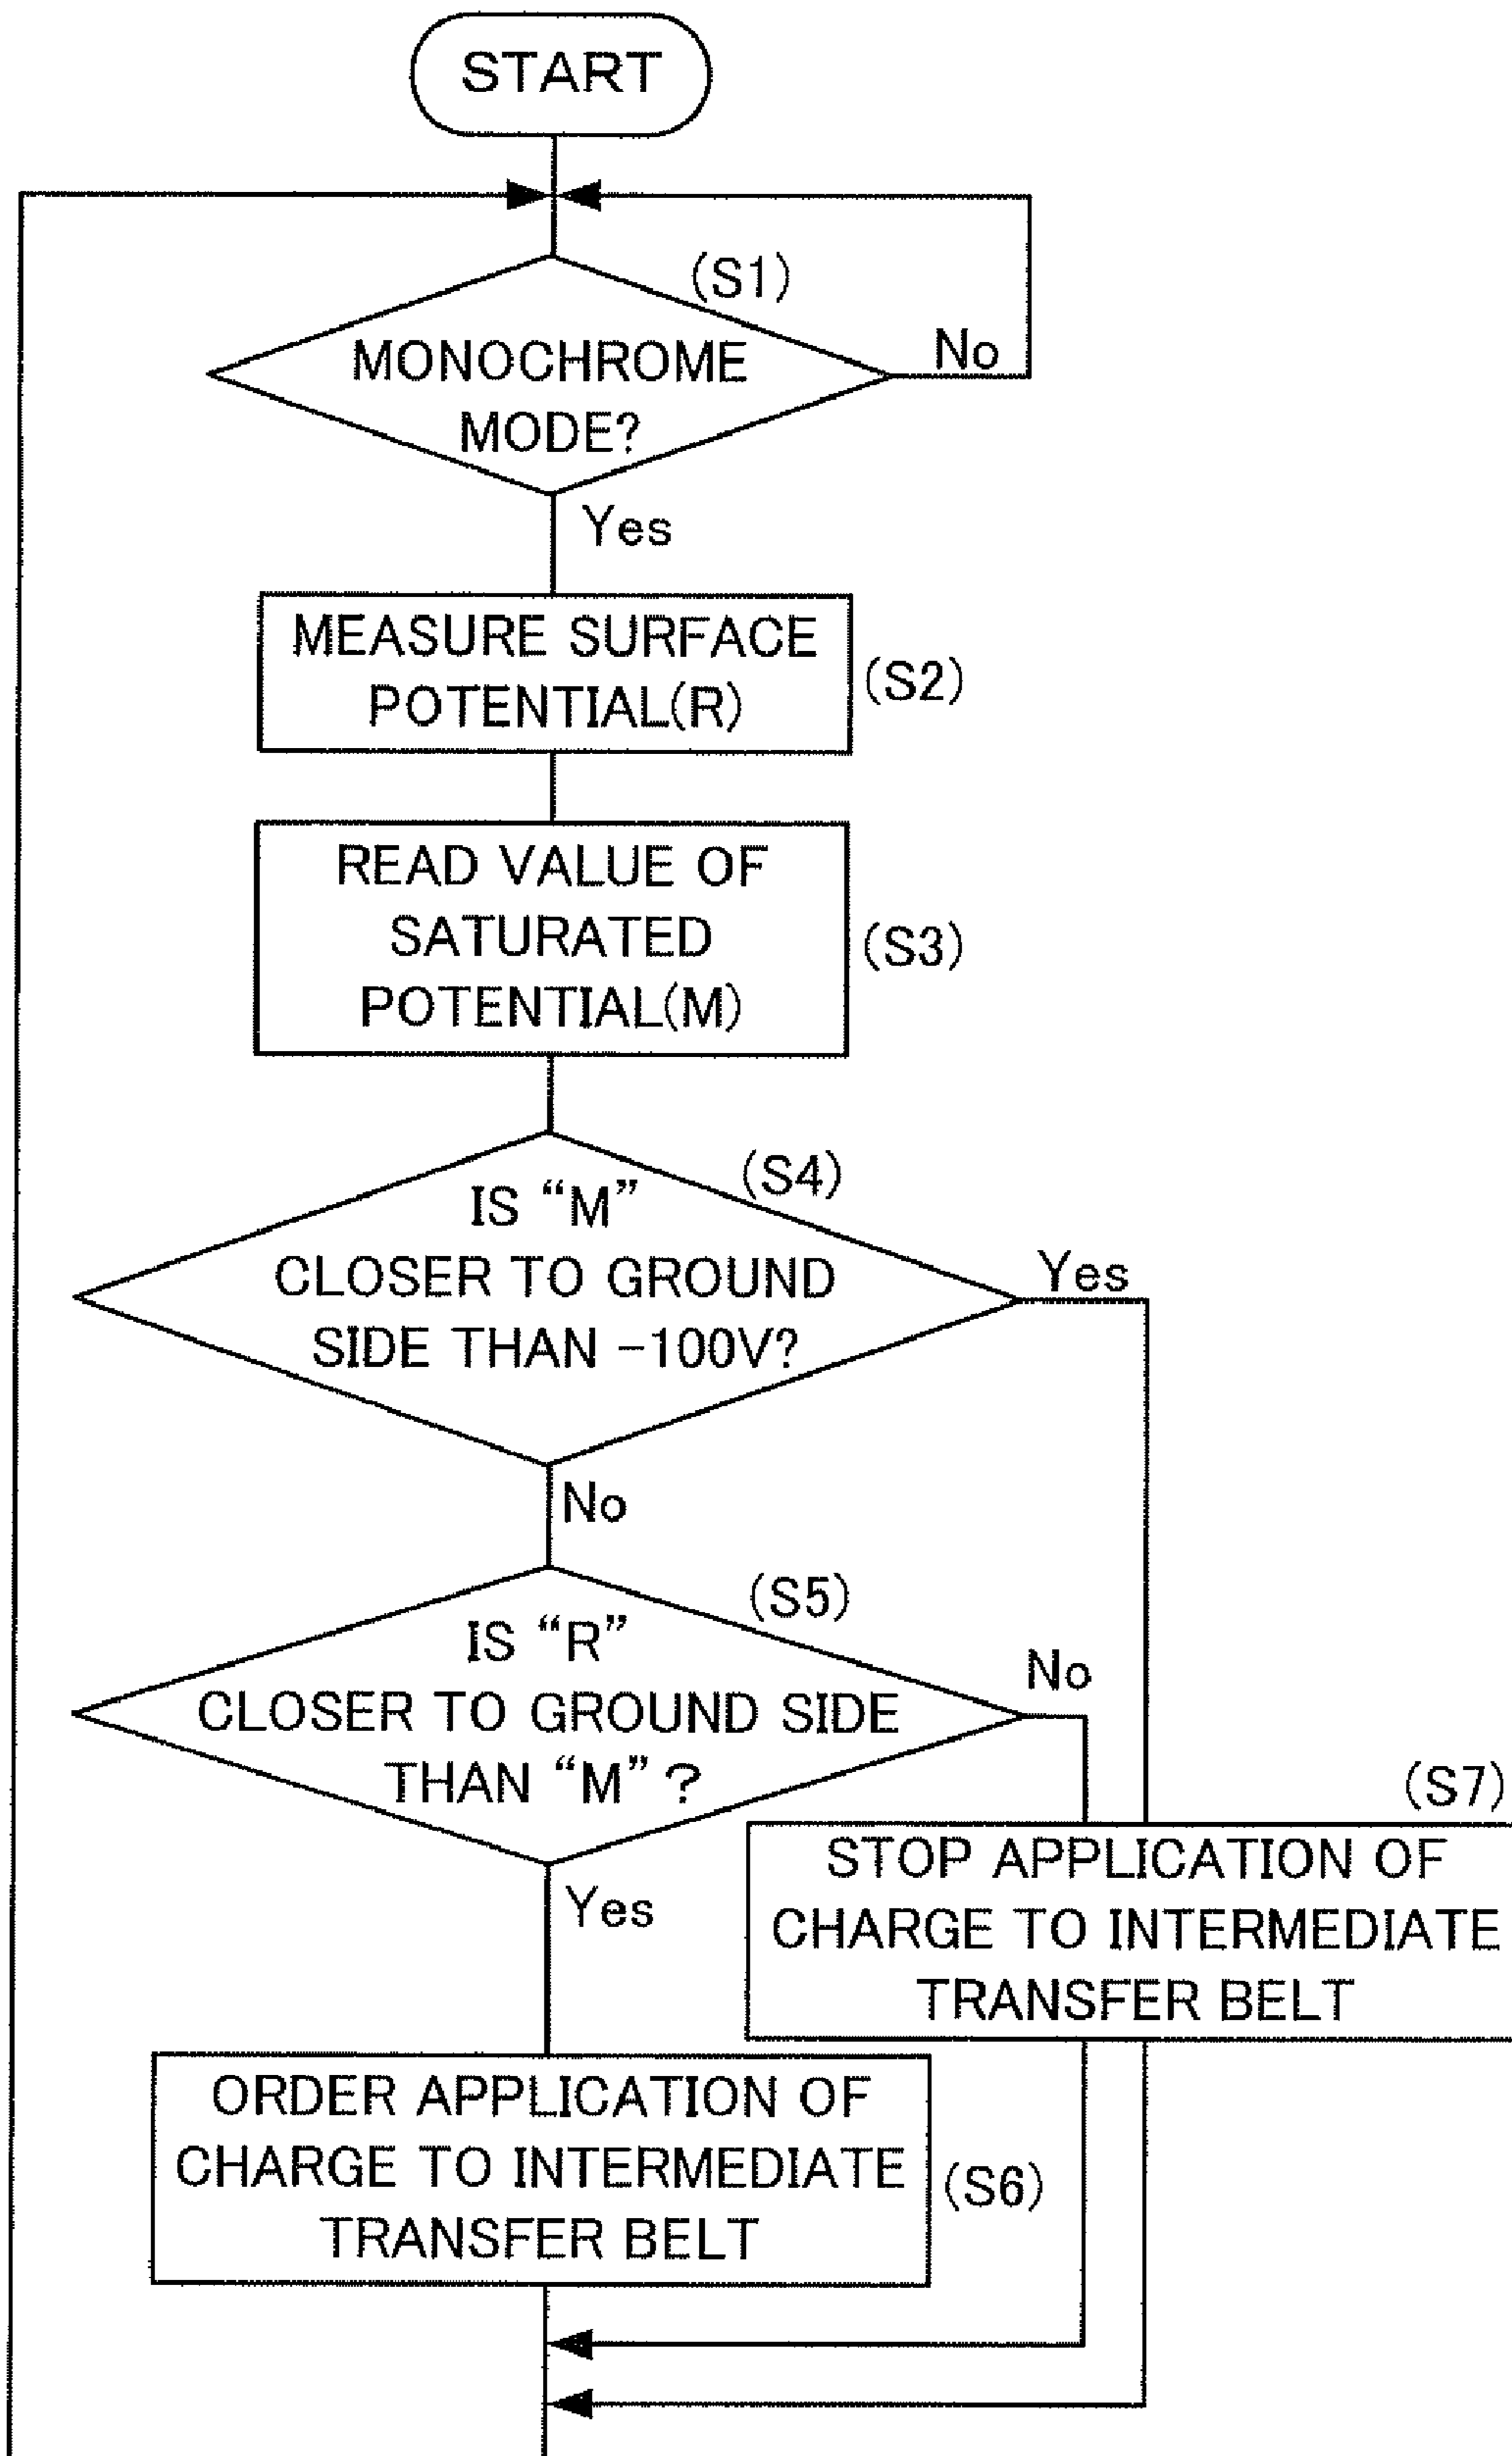 START
(S1)
MONOCHROME
MODE?
No
Yes
MEASURE SURFACE
POTENTIAL(R)
(S2)
READ VALUE OF
SATURATED
POTENTIAL(M)
(S3)
(S4)
IS “M”
CLOSER TO GROUND
SIDE THAN −100V?
Yes
No
(S5)
IS “R”
CLOSER TO GROUND SIDE
THAN “M” ?
No
Yes
(S7)
STOP APPLICATION OF
CHARGE TO INTERMEDIATE
TRANSFER BELT
ORDER APPLICATION OF
CHARGE TO INTERMEDIATE
TRANSFER BELT
(S6)